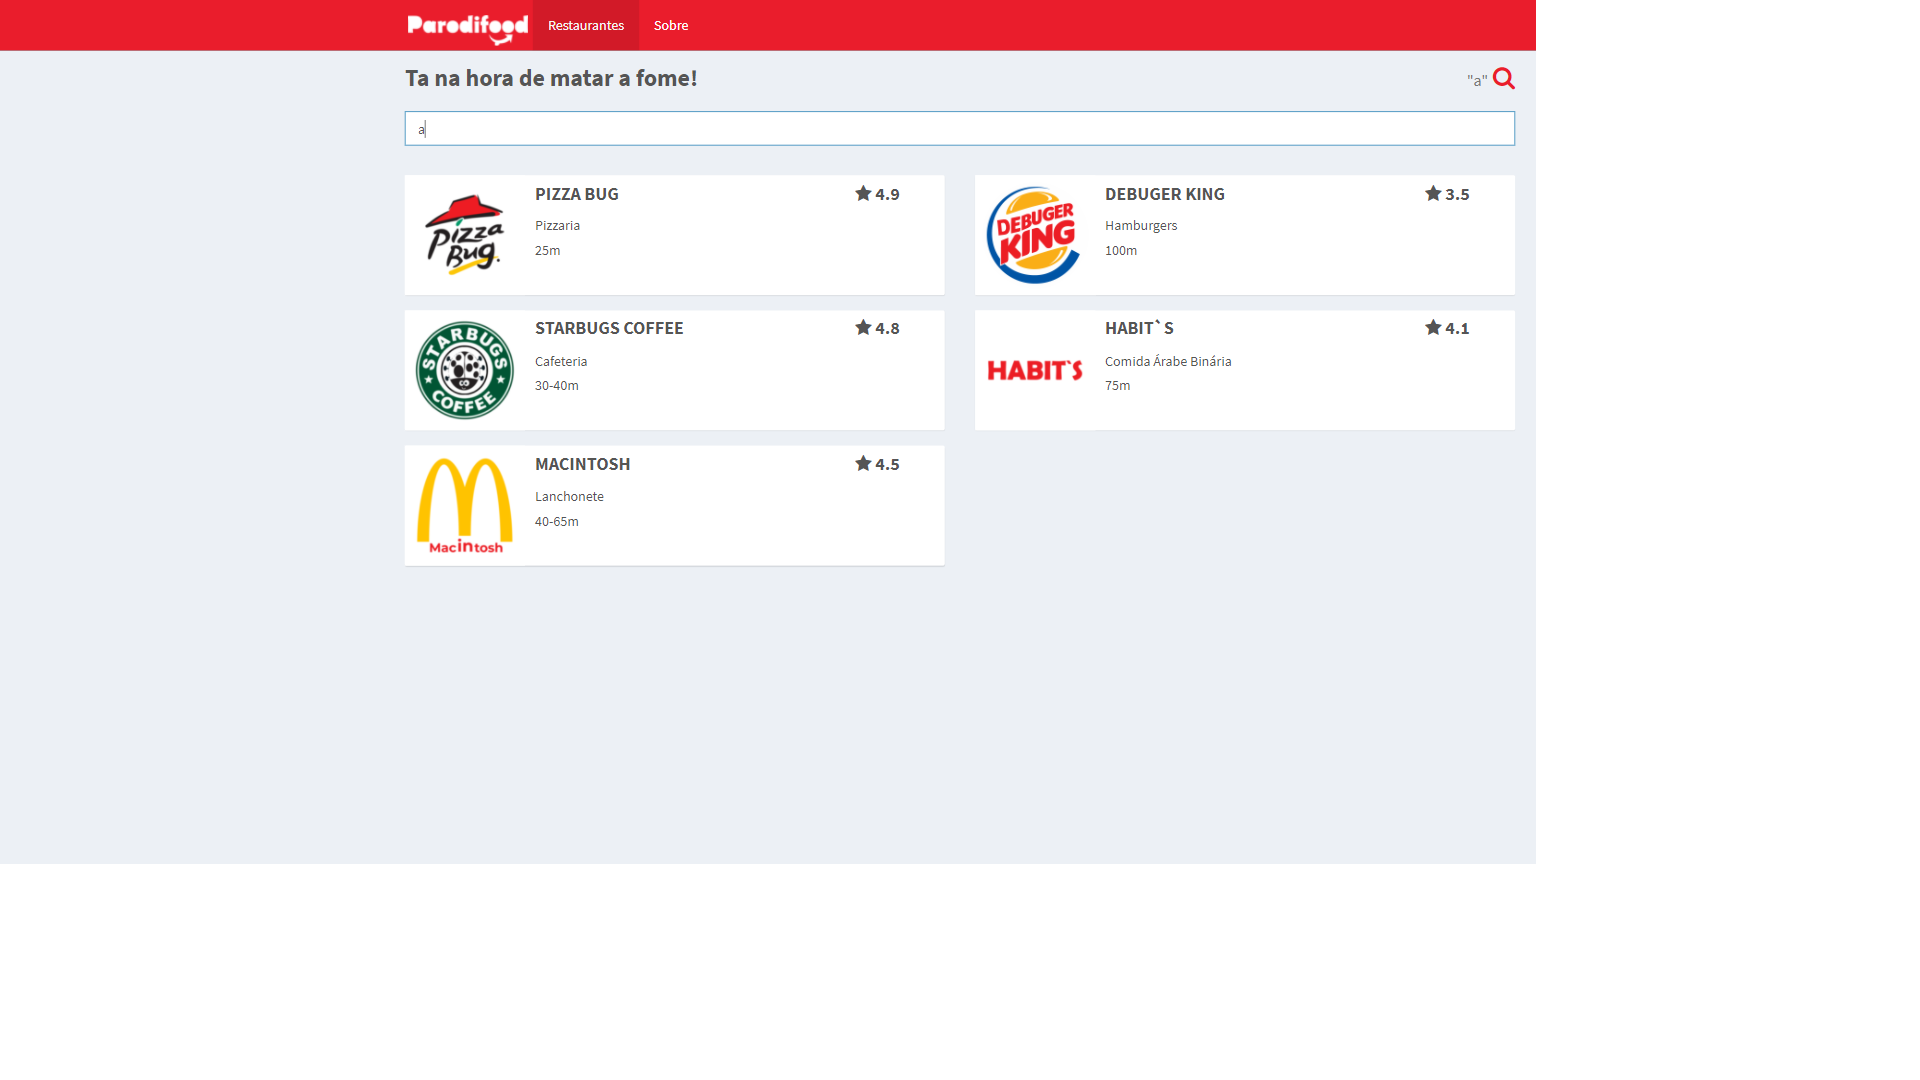 Parodifood Restaurantes Sobre
Ta na hora de matar a fome!
"a"
a
Pizza Bug.
PIZZA BUG
4.9
Pizzaria
25m
DEBUGER KING
DEBUGER KING
3.5
Hamburgers
100m
STARBUGS COFFEE
STARBUGS COFFEE
4.8
Cafeteria
30-40m
HABIT`S
HABIT`S
4.1
Comida Árabe Binária
75m
Macintosh
MACINTOSH
4.5
Lanchonete
40-65m